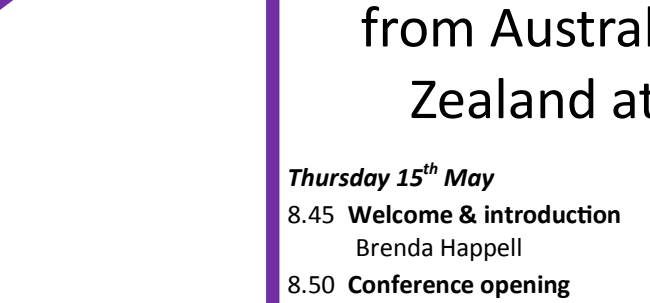 from Austral
Zealand at
Thursday 15th May
8.45 Welcome & introduction
Brenda Happell
8.50 Conference opening